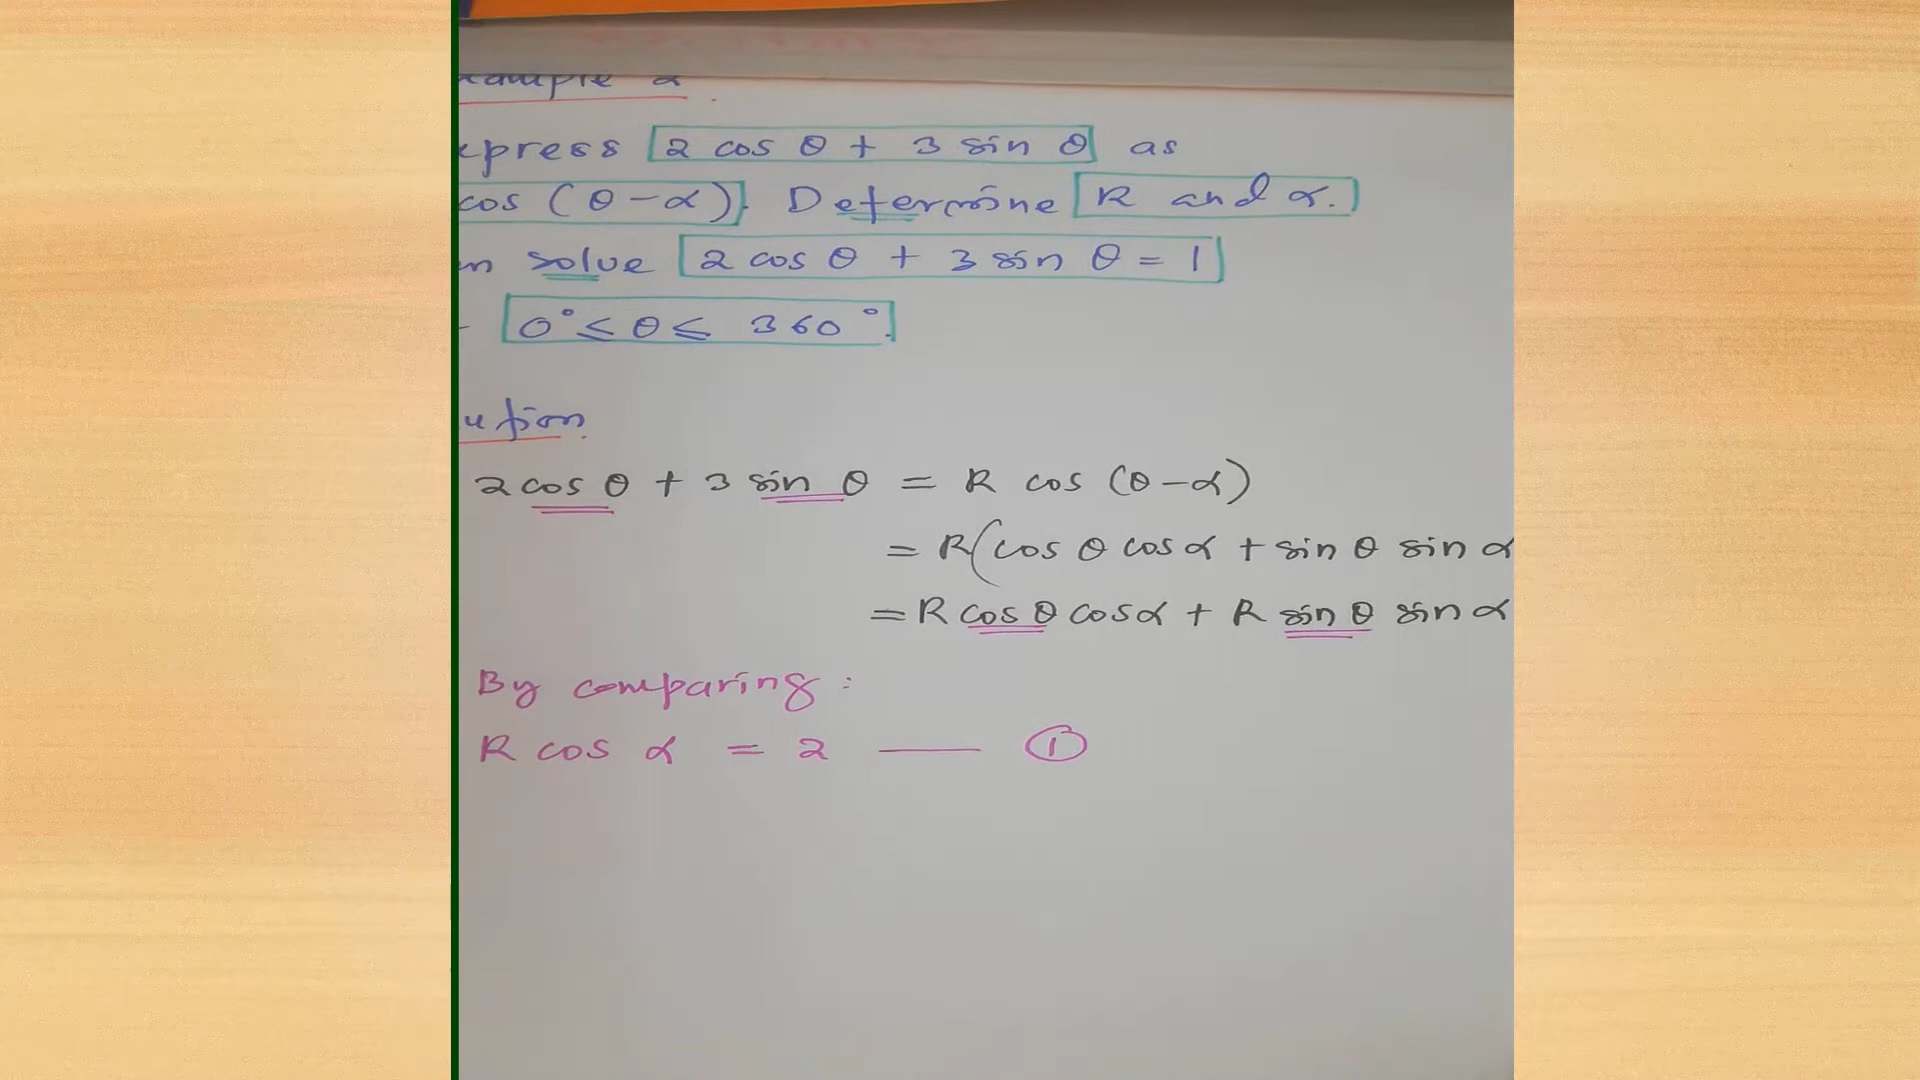 xample 2
xpress 2 cos θ + 3 sin θ as
cos (θ-α). Determine R and α.
n solve 2 cos θ + 3 sin θ = 1
0° ≤ θ ≤ 360°.
ution
2 cos θ + 3 sin θ = R cos (θ-α)
= R(cos θ cos α + sin θ sin α
= R cos θ cos α + R sin θ sin α
By comparing:
R cos α = 2 —— ①